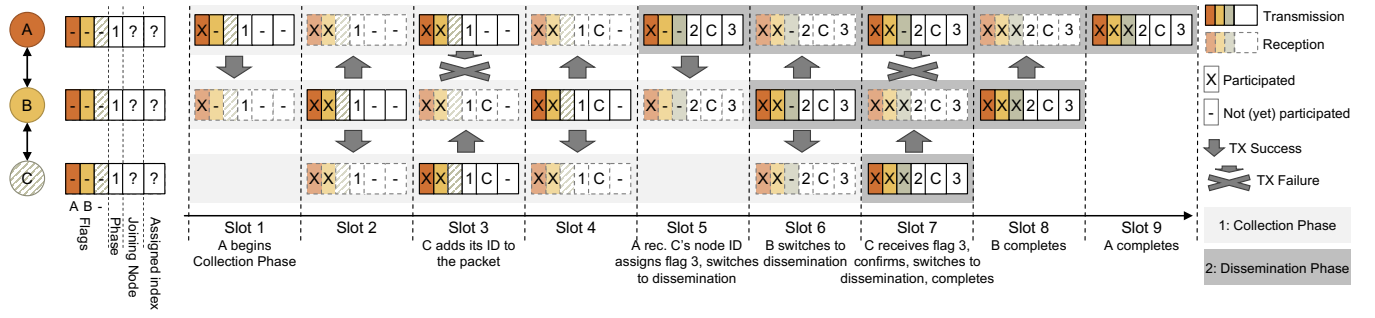 A - - - 1 ? ? X - 1 - - X X 1 - - X X 1 - - X X 1 C - X - - 2 C 3 X X - 2 C 3 X X - 2 C 3 X X X 2 C 3 X X X 2 C 3
B - - - 1 ? ? X - 1 - - X X 1 - - X X 1 C - X X 1 C - X - - 2 C 3 X X - 2 C 3 X X X 2 C 3 X X X 2 C 3
C - - - 1 ? ? X X 1 - - X X 1 C - X X 1 C - X X - 2 C 3 X X X 2 C 3
A B -
Flags
Phase
Joining Node
Assigned index
Slot 1
A begins
Collection Phase
Slot 2
Slot 3
C adds its ID to
the packet
Slot 4
Slot 5
A rec. C's node ID
assigns flag 3, switches
to dissemination
Slot 6
B switches to
dissemination
Slot 7
C receives flag 3,
confirms, switches to
dissemination, completes
Slot 8
B completes
Slot 9
A completes
Transmission
Reception
X Participated
- Not (yet) participated
TX Success
TX Failure
1: Collection Phase
2: Dissemination Phase